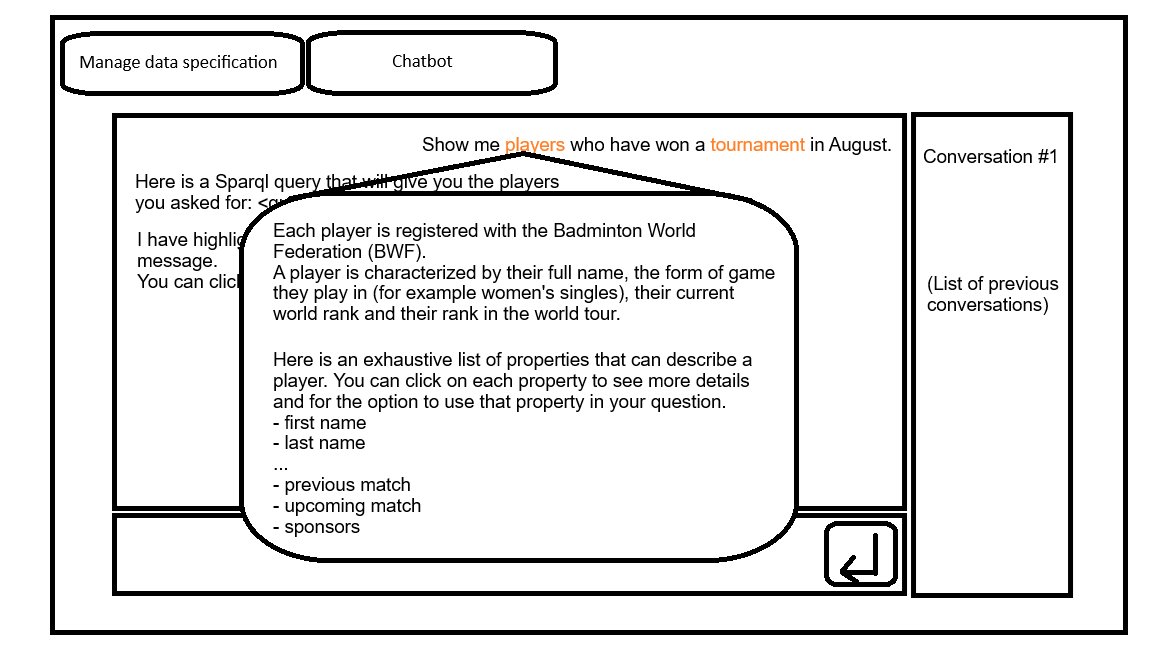 Manage data specification
Chatbot
Show me players who have won a tournament in August.
Here is a Sparql query that will give you the players
you asked for:
I have
message.
You can
Each player is registered with the Badminton World
Federation (BWF).
A player is characterized by their full name, the form of game
they play in (for example women's singles), their current
world rank and their rank in the world tour.
Here is an exhaustive list of properties that can describe a
player. You can click on each property to see more details
and for the option to use that property in your question.
- first name
- last name
...
- previous match
- upcoming match
- sponsors
Conversation #1
(List of previous
conversations)